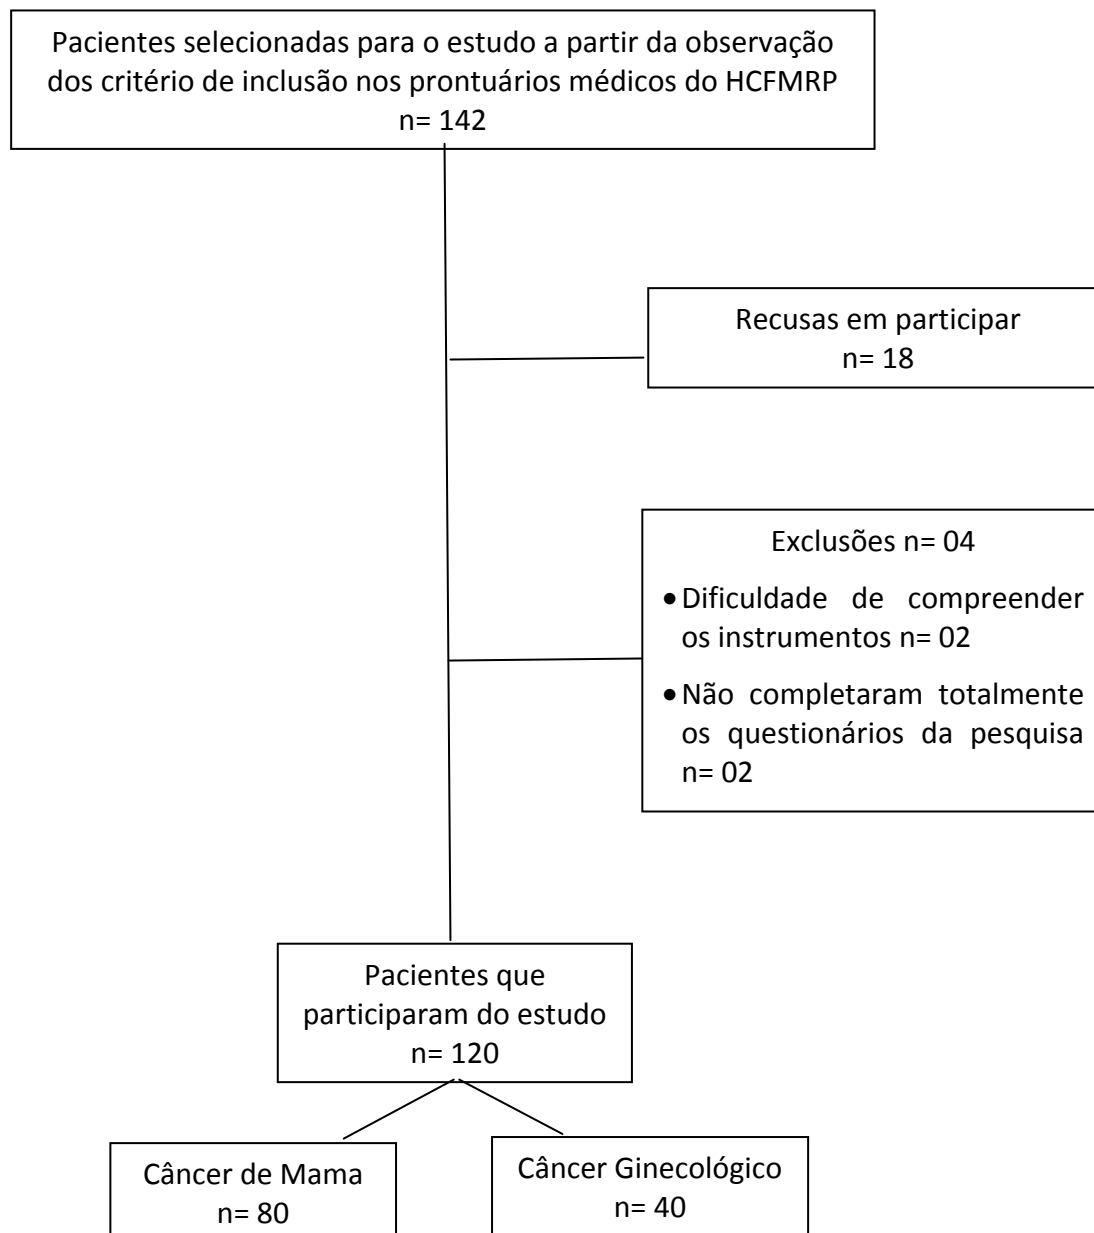 Pacientes selecionadas para o estudo a partir da observação
dos critério de inclusão nos prontuários médicos do HCFMRP
n= 142
Recusas em participar
n= 18
Exclusões n= 04
• Dificuldade de compreender
os instrumentos n= 02
• Não completaram totalmente
os questionários da pesquisa
n= 02
Pacientes que
participaram do estudo
n= 120
Câncer de Mama
n= 80
Câncer Ginecológico
n= 40